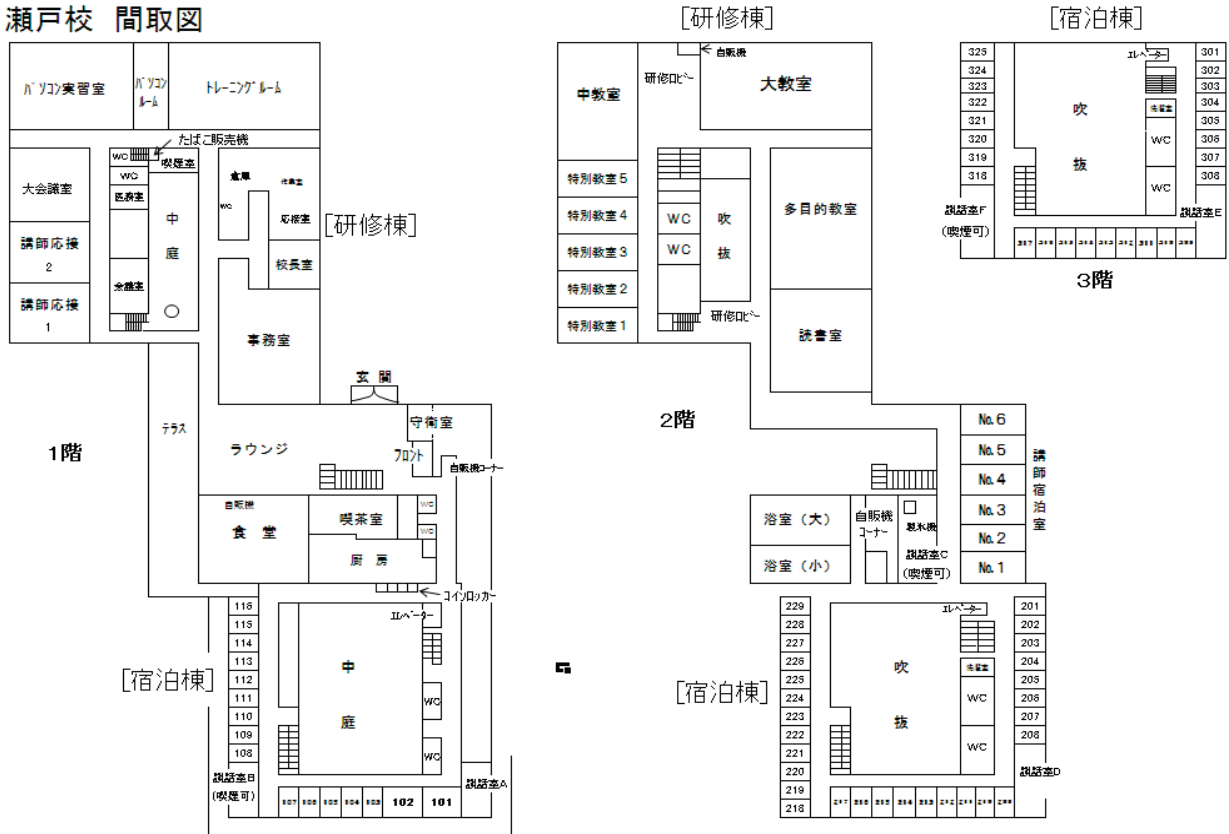 瀬戸校 間取図
パソコン実習室
パソコン
ルーム
トレーニングルーム
たばこ販売機
WC
喫煙室
WC
医務室
大会議室
中
庭
倉庫
WC
応接室
[研修棟]
校長室
講師応接
2
会議室
講師応接
1
事務室
玄 関
守衛室
テラス
ラウンジ
フロント
自販機コーナー
1階
自販機
食 堂
喫茶室
WC
WC
厨 房
コインロッカー
エレベーター
116
115
114
113
112
111
110
109
108
[宿泊棟]
中
庭
WC
WC
談話室B
(喫煙可)
談話室A
107
106
105
104
103
102
101
[研修棟]
自販機
研修ロビー
中教室
大教室
特別教室5
特別教室4
特別教室3
特別教室2
特別教室1
WC
WC
吹
抜
多目的教室
研修ロビー
読書室
2階
No.6
No.5
No.4
No.3
No.2
No.1
講師宿泊室
浴室(大)
浴室(小)
自販機
コーナー
製氷機
談話室C
(喫煙可)
エレベーター
229
228
227
226
225
224
223
222
221
220
219
218
[宿泊棟]
吹
抜
WC
WC
201
202
203
204
205
206
207
208
談話室D
217
216
215
214
213
212
[宿泊棟]
エレベーター
325
324
323
322
321
320
319
318
吹
抜
WC
WC
301
302
303
304
305
306
307
308
談話室F
(喫煙可)
談話室E
3階